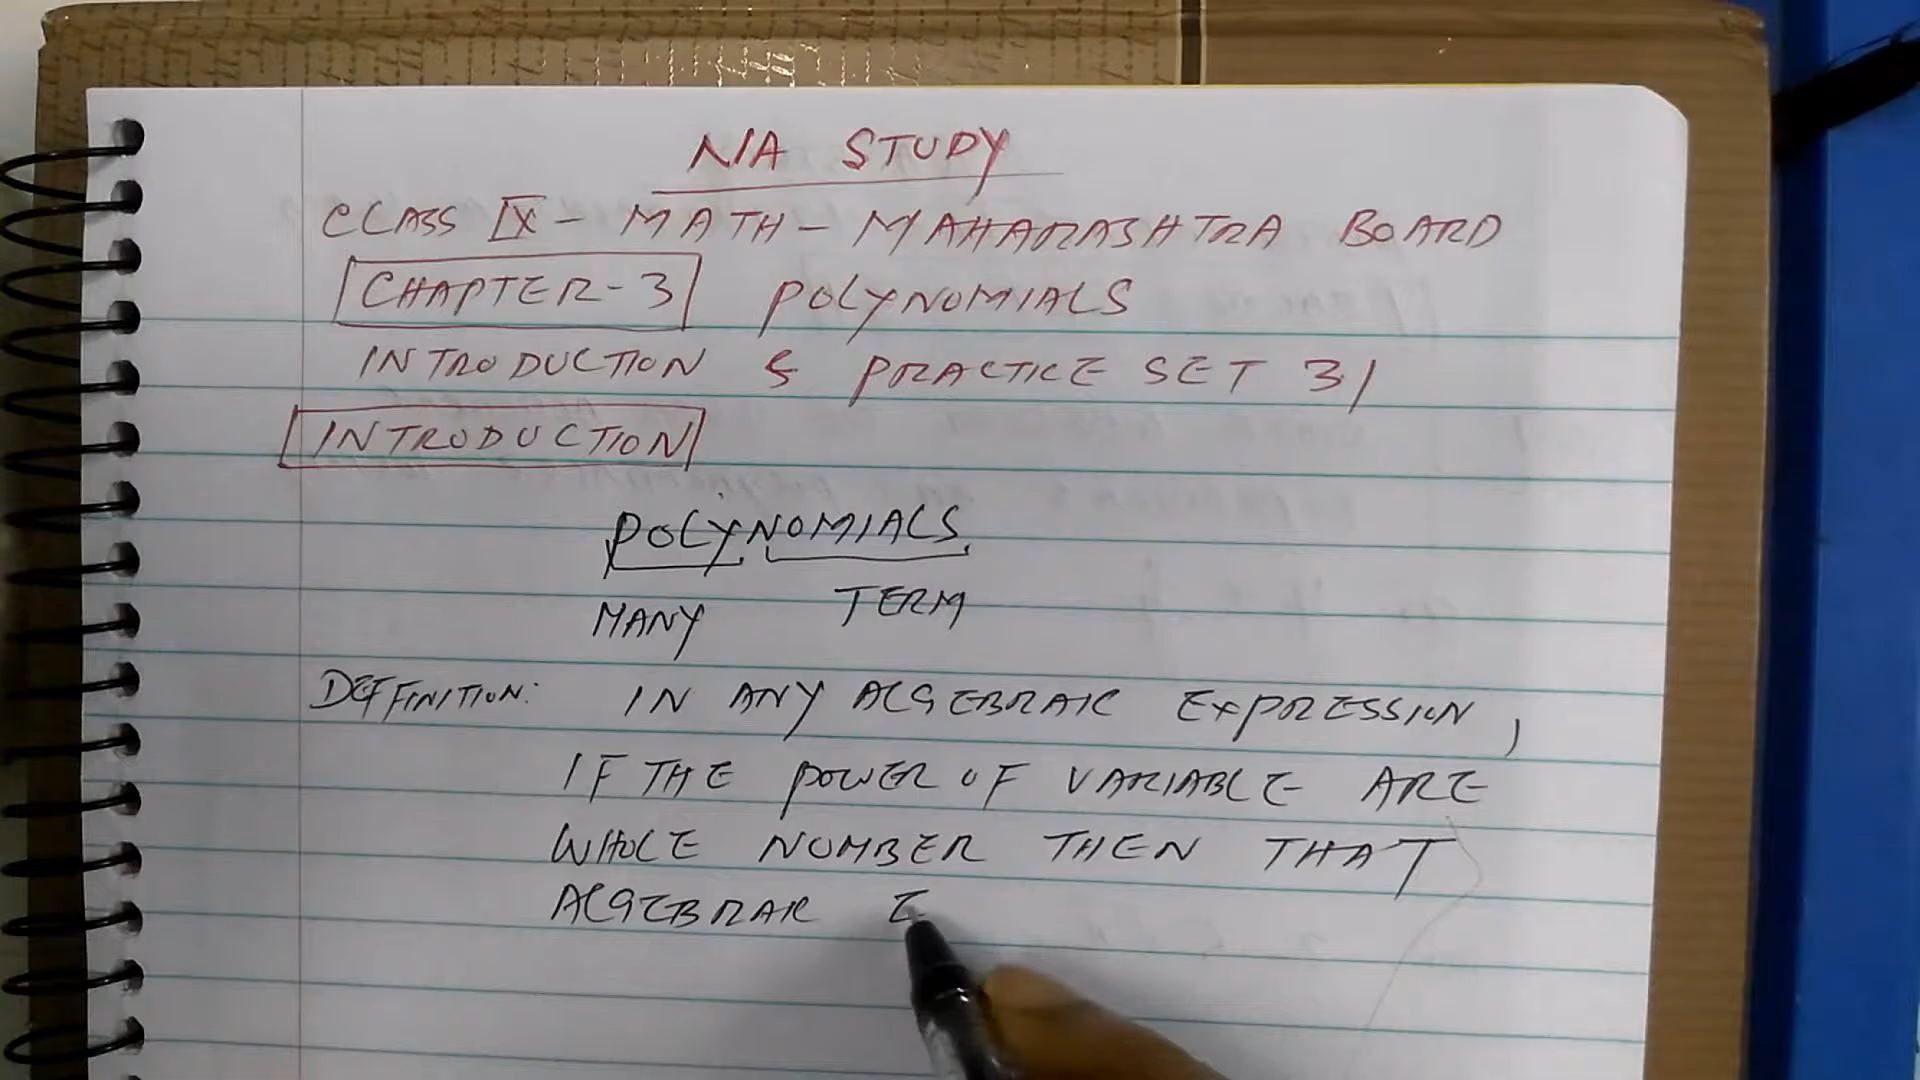 NIA STUDY
CLASS IX - MATH - MAHARASHTRA BOARD
CHAPTER-3 POLYNOMIALS
INTRODUCTION & PRACTICE SET 3.1
INTRODUCTION
POLYNOMIALS
MANY TERM
DEFFINITION: IN ANY ALGEBRAIC EXPRESSION,
IF THE POWER OF VARIABLE ARE
WHOLE NUMBER THEN THAT
ALGEBRAIC E